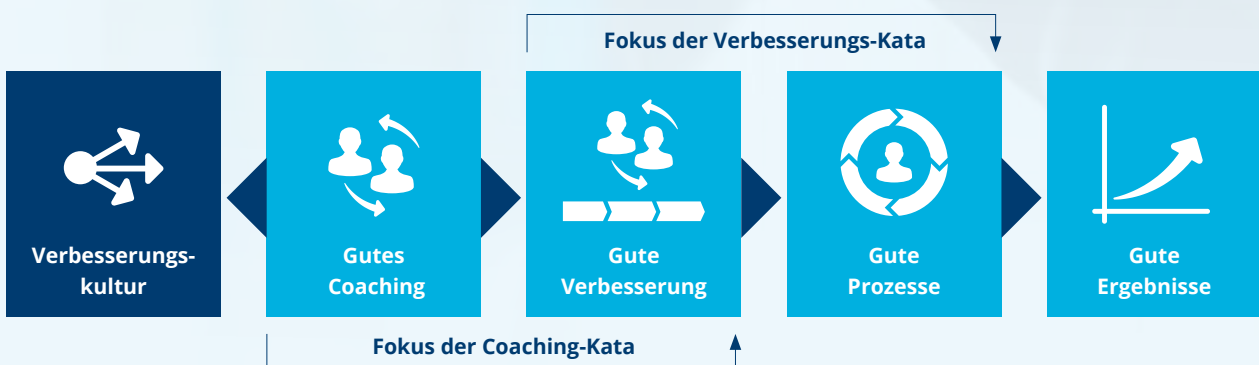 Fokus der Verbesserungs-Kata
Verbesserungs-
kultur
Gutes
Coaching
Gute
Verbesserung
Gute
Prozesse
Gute
Ergebnisse
Fokus der Coaching-Kata